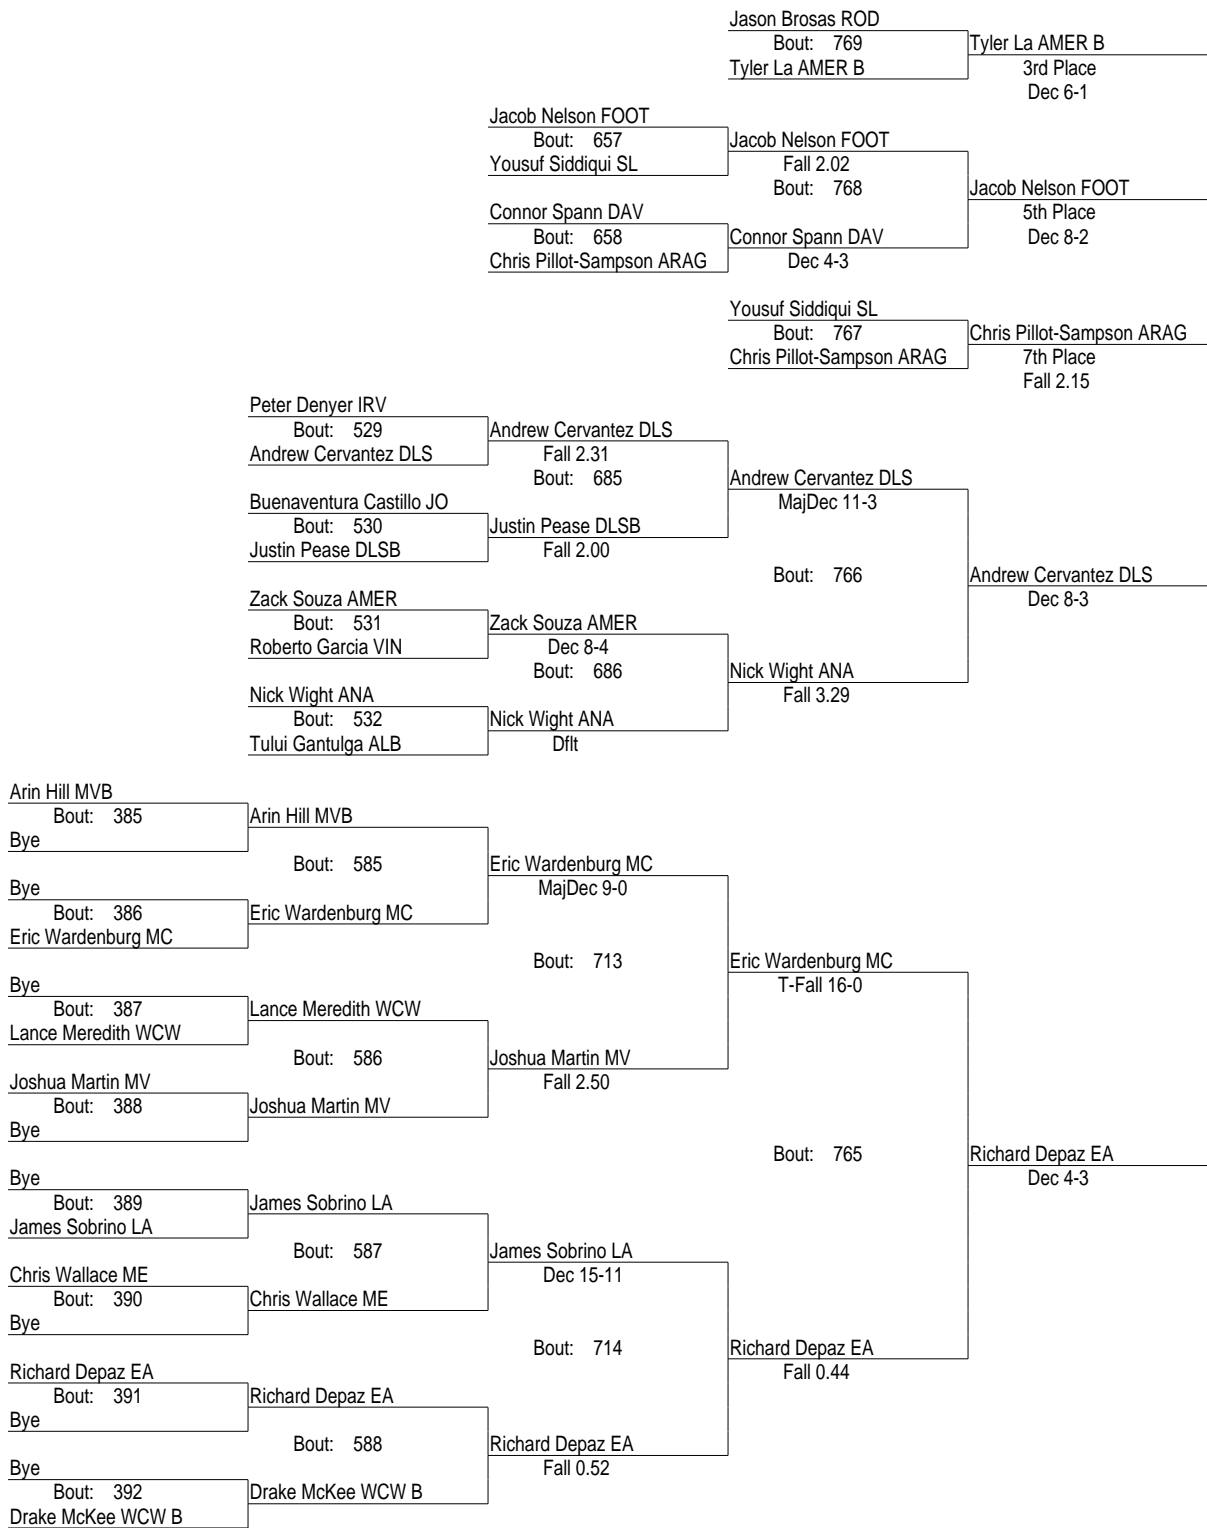 Jason Brosas ROD
Bout: 769
Tyler La AMER B
Tyler La AMER B
3rd Place
Dec 6-1
Jacob Nelson FOOT
Bout: 657
Yousuf Siddiqui SL
Jacob Nelson FOOT
Fall 2.02
Bout: 768
Jacob Nelson FOOT
5th Place
Dec 8-2
Connor Spann DAV
Bout: 658
Chris Pillot-Sampson ARAG
Connor Spann DAV
Dec 4-3
Yousuf Siddiqui SL
Bout: 767
Chris Pillot-Sampson ARAG
Chris Pillot-Sampson ARAG
7th Place
Fall 2.15
Peter Denyer IRV
Bout: 529
Andrew Cervantez DLS
Andrew Cervantez DLS
Fall 2.31
Bout: 685
Andrew Cervantez DLS
MajDec 11-3
Buenaventura Castillo JO
Bout: 530
Justin Pease DLSB
Justin Pease DLSB
Fall 2.00
Bout: 766
Andrew Cervantez DLS
Dec 8-3
Zack Souza AMER
Bout: 531
Roberto Garcia VIN
Zack Souza AMER
Dec 8-4
Bout: 686
Nick Wight ANA
Fall 3.29
Nick Wight ANA
Bout: 532
Tului Gantulga ALB
Nick Wight ANA
Dflt
Arin Hill MVB
Bout: 385
Bye
Arin Hill MVB
Bout: 585
Eric Wardenburg MC
MajDec 9-0
Bye
Bout: 386
Eric Wardenburg MC
Eric Wardenburg MC
Bout: 713
Eric Wardenburg MC
T-Fall 16-0
Bye
Bout: 387
Lance Meredith WCW
Lance Meredith WCW
Bout: 586
Joshua Martin MV
Fall 2.50
Joshua Martin MV
Bout: 388
Bye
Joshua Martin MV
Bout: 765
Richard Depaz EA
Dec 4-3
Bye
Bout: 389
James Sobrino LA
James Sobrino LA
Bout: 587
James Sobrino LA
Dec 15-11
Chris Wallace ME
Bout: 390
Bye
Chris Wallace ME
Bout: 714
Richard Depaz EA
Fall 0.44
Richard Depaz EA
Bout: 391
Bye
Richard Depaz EA
Bout: 588
Richard Depaz EA
Fall 0.52
Bye
Bout: 392
Drake McKee WCW B
Drake McKee WCW B